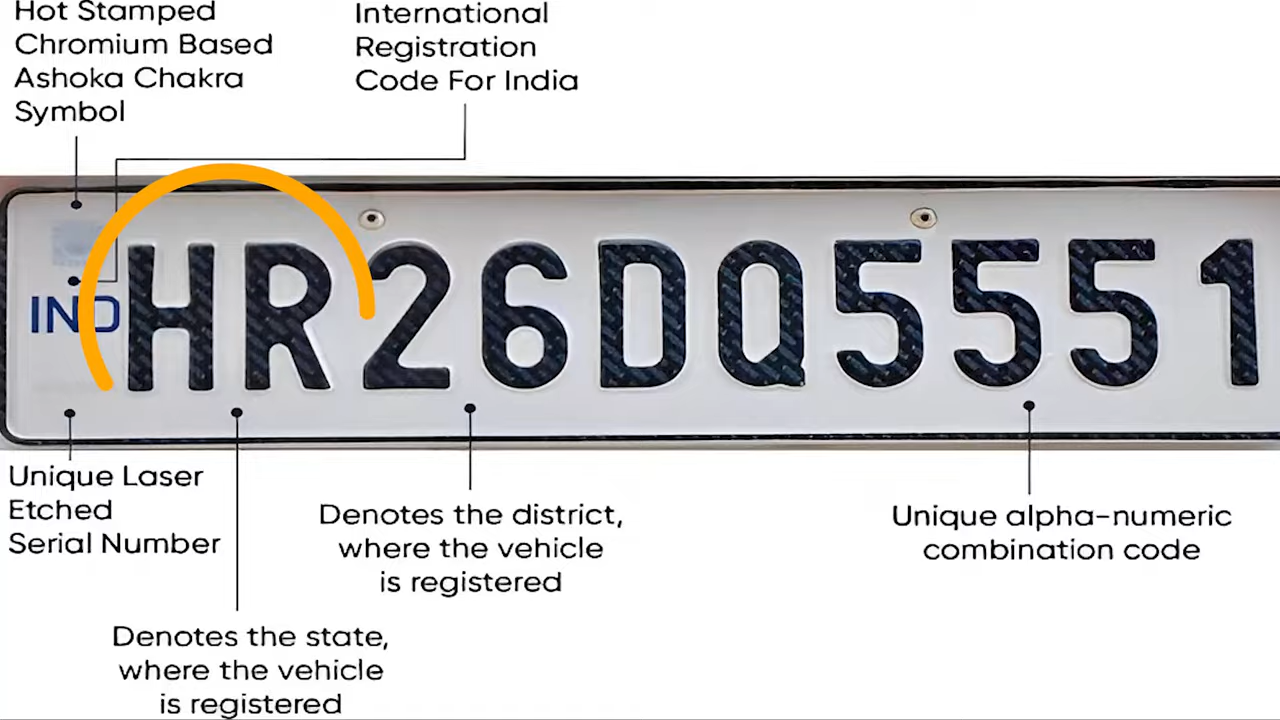 Hot Stamped
Chromium Based
Ashoka Chakra
Symbol
International
Registration
Code For India
IND
HR26DQ5551
Unique Laser
Etched
Serial Number
Denotes the state,
where the vehicle
is registered
Denotes the district,
where the vehicle
is registered
Unique alpha-numeric
combination code